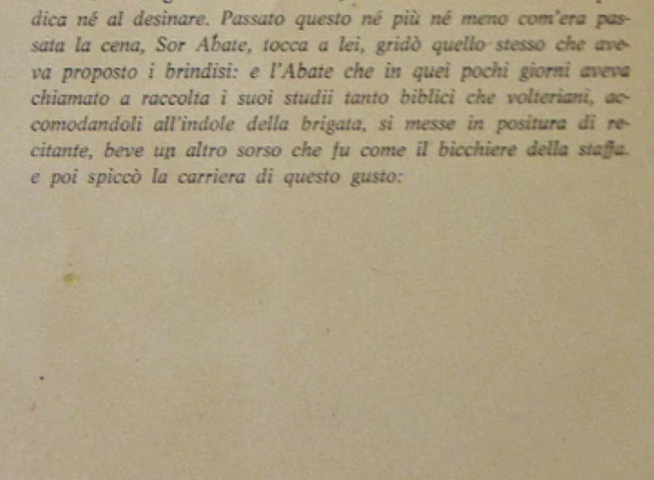 dica né al desinare. Passato questo né più né meno com'era pas-
sata la cena, Sor Abate, tocca a lei, gridò quello stesso che ave-
va proposto i brindisi: e l'Abate che in quei pochi giorni aveva
chiamato a raccolta i suoi studii tanto biblici che volteriani, ac-
comodandoli all'indole della brigata, si messe in positura di re-
citante, beve un altro sorso che fu come il bicchiere della staffa.
e poi spiccò la carriera di questo gusto: